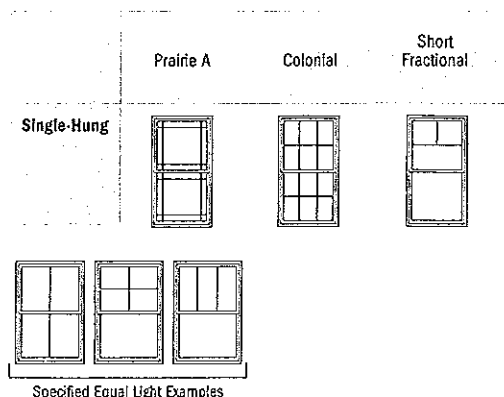 Prairie A
Colonial
Short
Fractional
Single-Hung
Specified Equal Light Examples